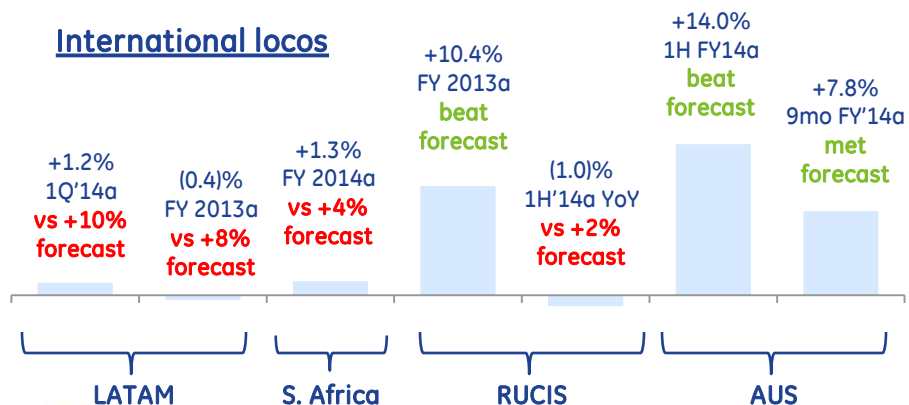 International locos
+1.2%
1Q'14a
vs +10%
forecast
(0.4)%
FY 2013a
vs +8%
forecast
+1.3%
FY 2014a
vs +4%
forecast
+10.4%
FY 2013a
beat
forecast
(1.0)%
1H'14a YoY
vs +2%
forecast
+14.0%
1H FY14a
beat
forecast
+7.8%
9mo FY'14a
met
forecast
LATAM
S. Africa
RUCIS
AUS